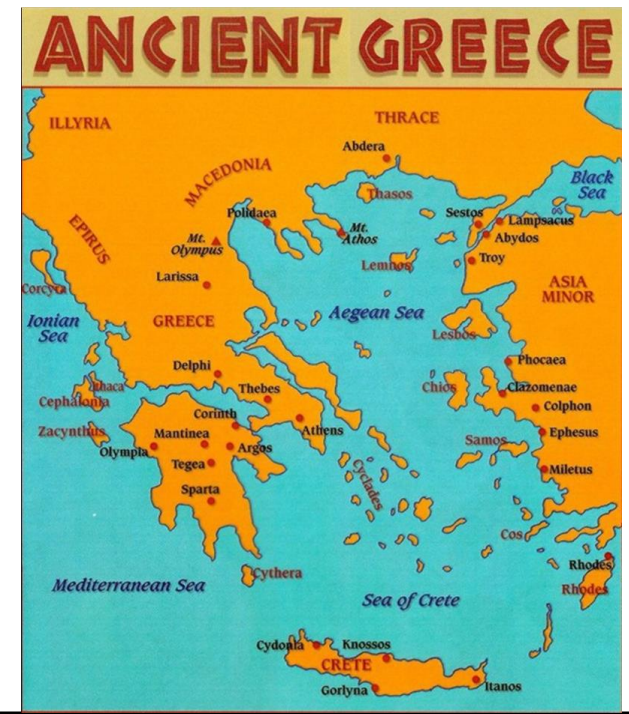 ANCIENT GREECE
ILLYRIA
THRACE
Abdera
MACEDONIA
Thasos
Black
Sea
Polidaea
Sestos
Lampsacus
Abydos
EPIRUS
Mt.
Olympus
Mt.
Athos
Troy
Lemnos
Larissa
ASIA
MINOR
Corcyra
Ionian
Sea
GREECE
Aegean Sea
Lesbos
Phocaea
Delphi
Thebes
Chios
Clazomenae
Ithaca
Cephalonia
Colphon
Corinth
Zacynthus
Mantinea
Athens
Ephesus
Olympla
Argos
Samos
Tegea
Miletus
Cyclades
Sparta
Cos
Rhodes
Cythera
Rhodes
Mediterranean Sea
Sea of Crete
Cydonia
Knossos
CRETE
Gorlyna
Itanos